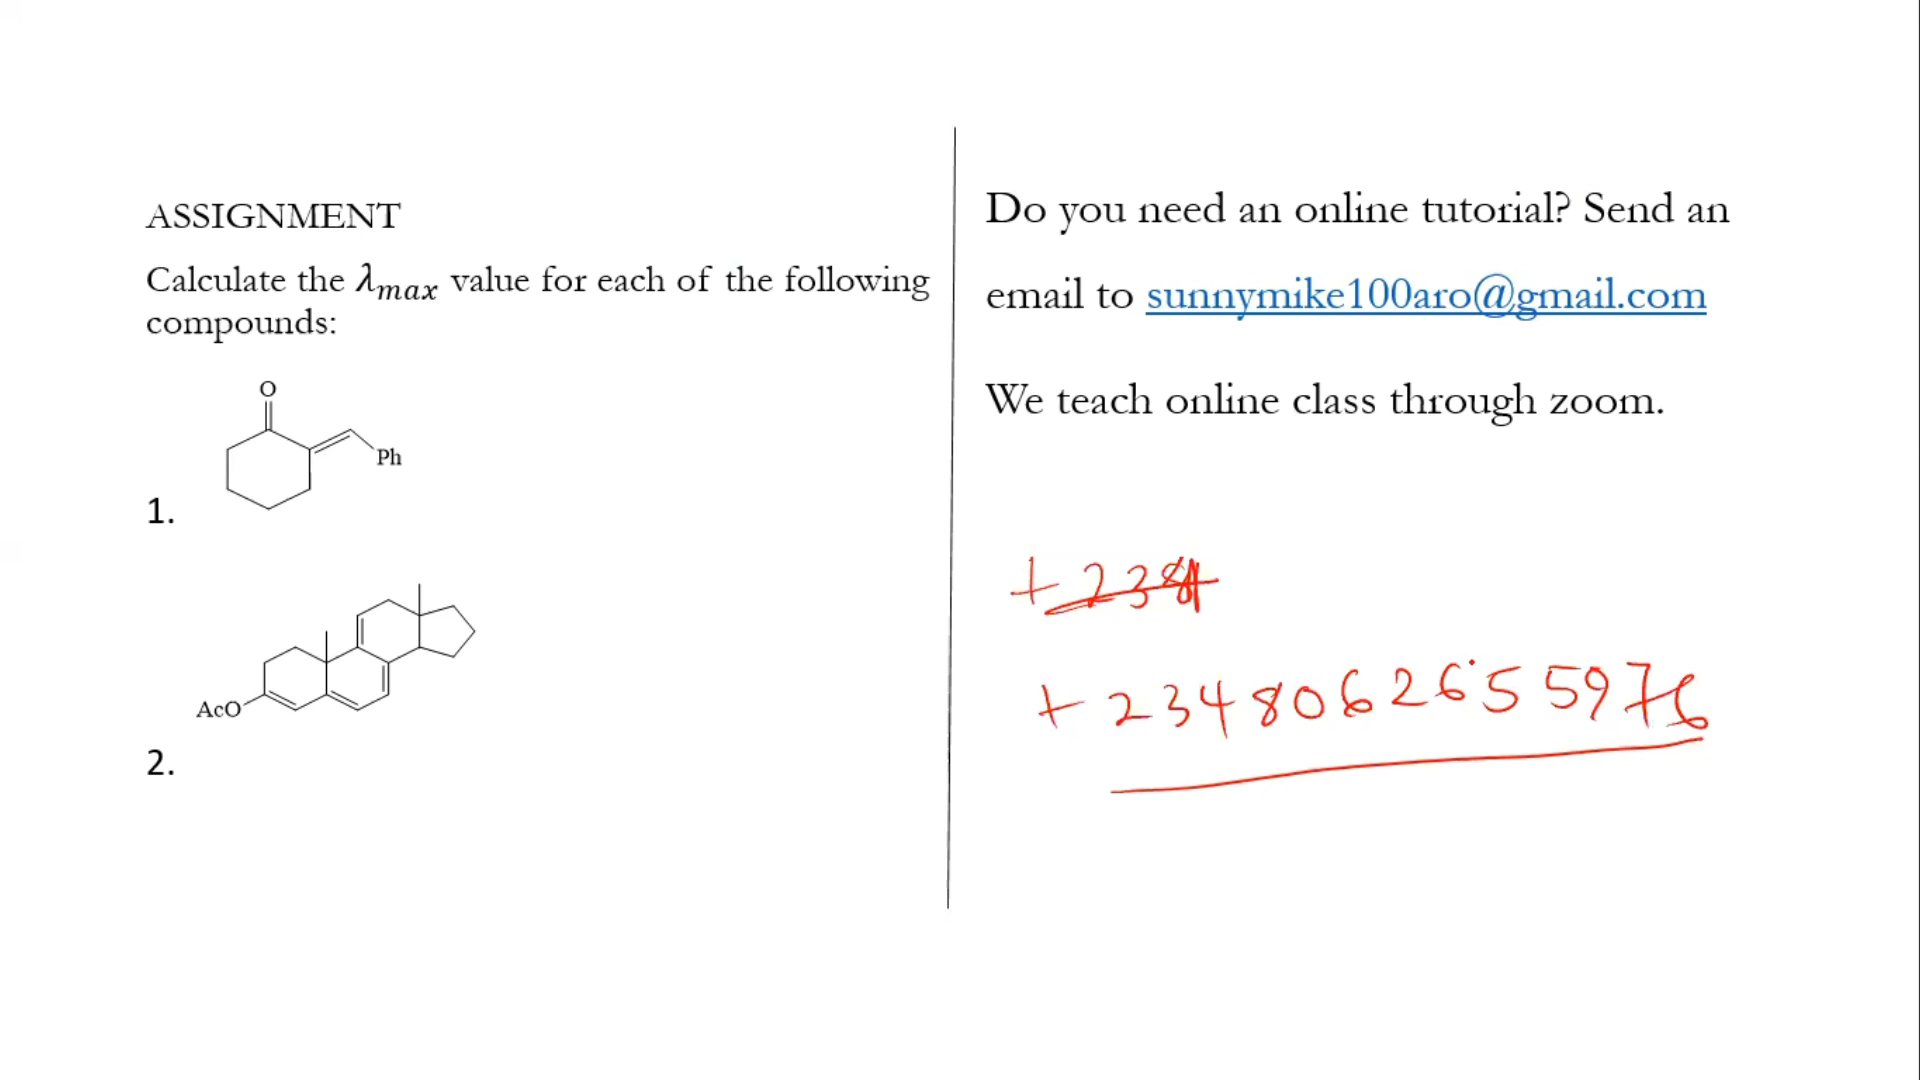 ASSIGNMENT
Calculate the λmax value for each of the following
compounds:
O
Ph
1.
AcO
2.
Do you need an online tutorial? Send an
email to sunnymike100aro@gmail.com
We teach online class through zoom.
+2348062655976